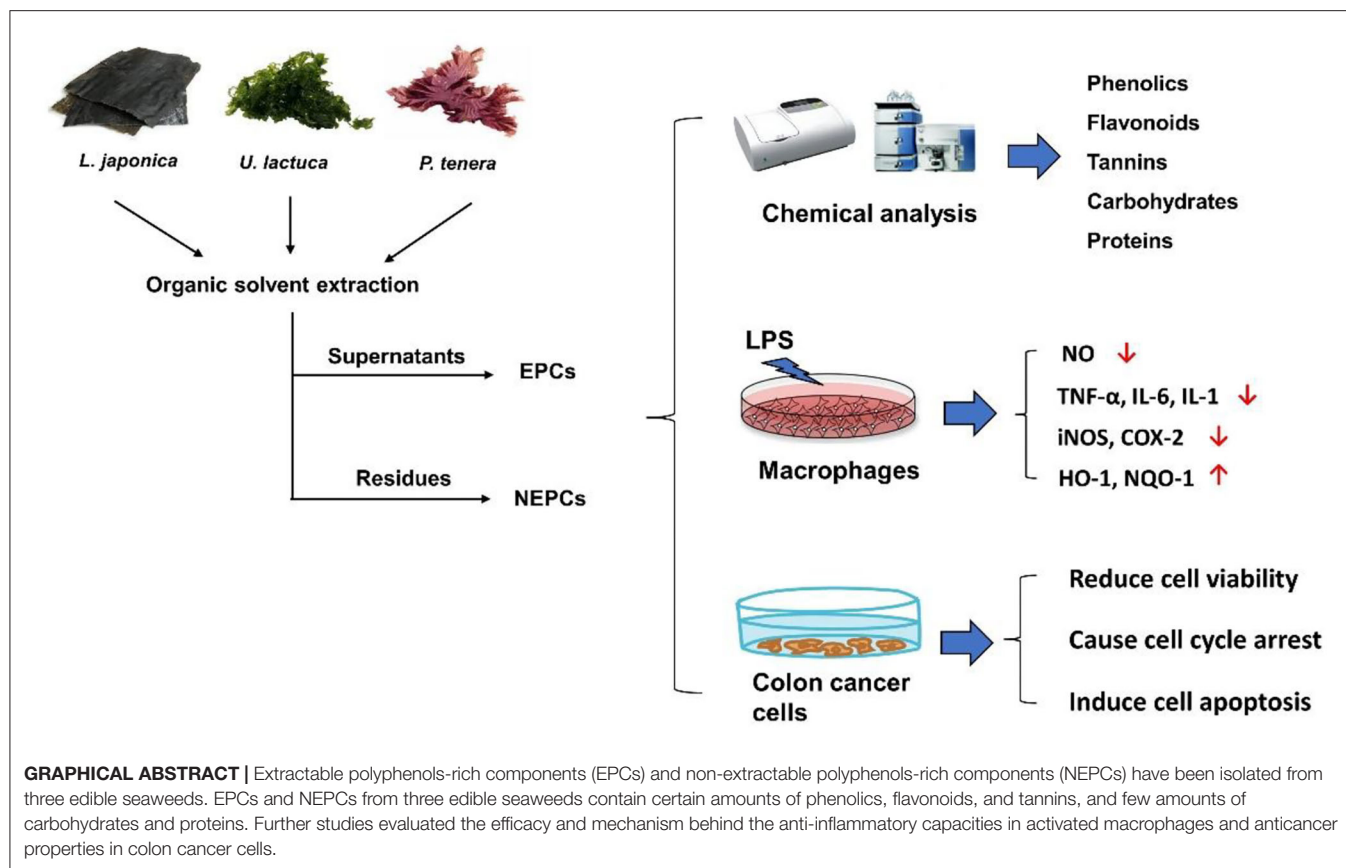 L. japonica
U. lactuca
P. tenera
Organic solvent extraction
Supernatants
EPCs
Residues
NEPCs
Chemical analysis
Phenolics
Flavonoids
Tannins
Carbohydrates
Proteins
LPS
Macrophages
NO ↓
TNF-α, IL-6, IL-1 ↓
iNOS, COX-2 ↓
HO-1, NQO-1 ↑
Colon cancer
cells
Reduce cell viability
Cause cell cycle arrest
Induce cell apoptosis
GRAPHICAL ABSTRACT | Extractable polyphenols-rich components (EPCs) and non-extractable polyphenols-rich components (NEPCs) have been isolated from
three edible seaweeds. EPCs and NEPCs from three edible seaweeds contain certain amounts of phenolics, flavonoids, and tannins, and few amounts of
carbohydrates and proteins. Further studies evaluated the efficacy and mechanism behind the anti-inflammatory capacities in activated macrophages and anticancer
properties in colon cancer cells.